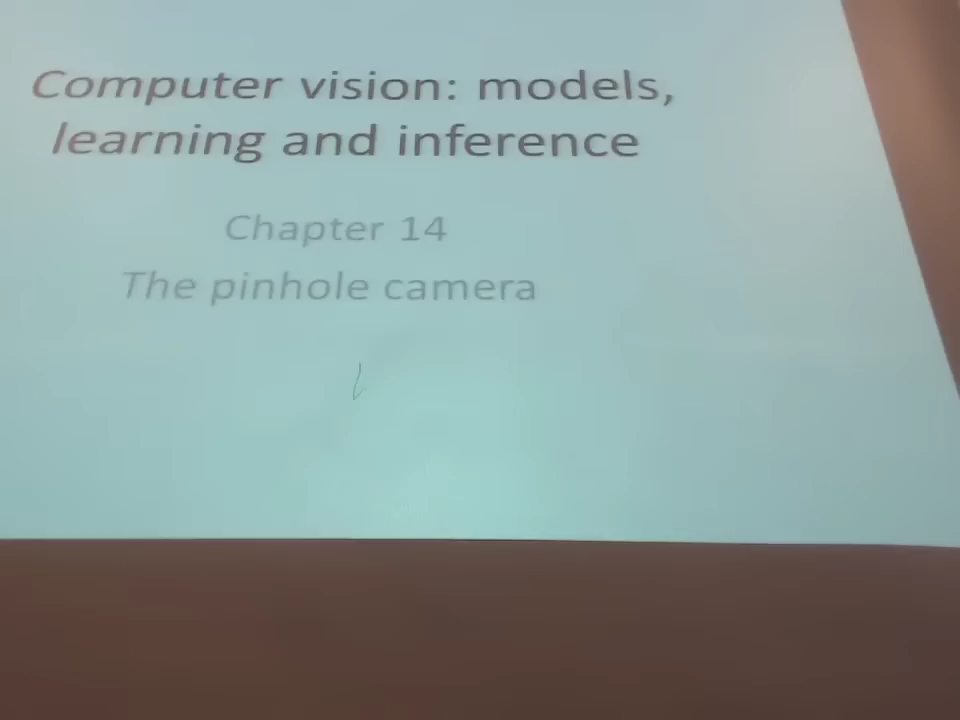 Computer vision: models,
learning and inference
Chapter 14
The pinhole camera